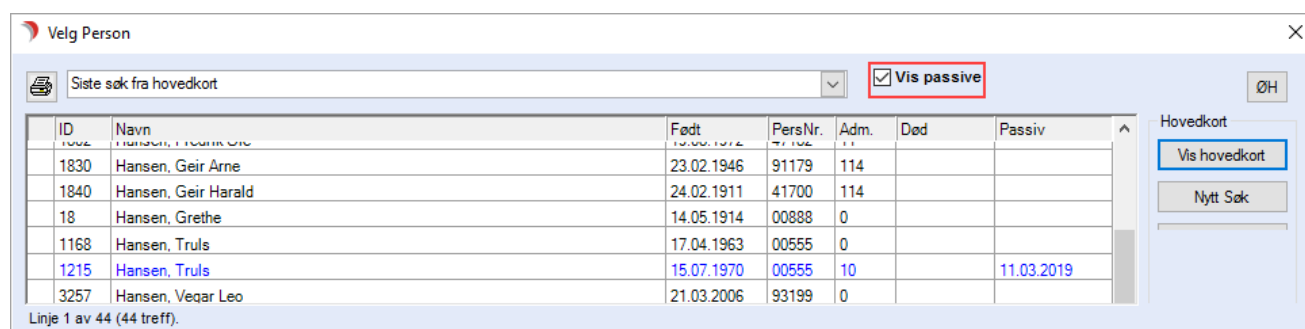 Velg Person
Siste søk fra hovedkort
Vis passive
ØH
ID Navn Født PersNr. Adm. Død Passiv
Hovedkort
Vis hovedkort
Nytt Søk
1830 Hansen, Geir Arne 23.02.1946 91179 114
1840 Hansen, Geir Harald 24.02.1911 41700 114
18 Hansen, Grethe 14.05.1914 00888 0
1168 Hansen, Truls 17.04.1963 00555 0
1215 Hansen, Truls 15.07.1970 00555 10 11.03.2019
3257 Hansen, Vegar Leo 21.03.2006 93199 0
Linje 1 av 44 (44 treff).